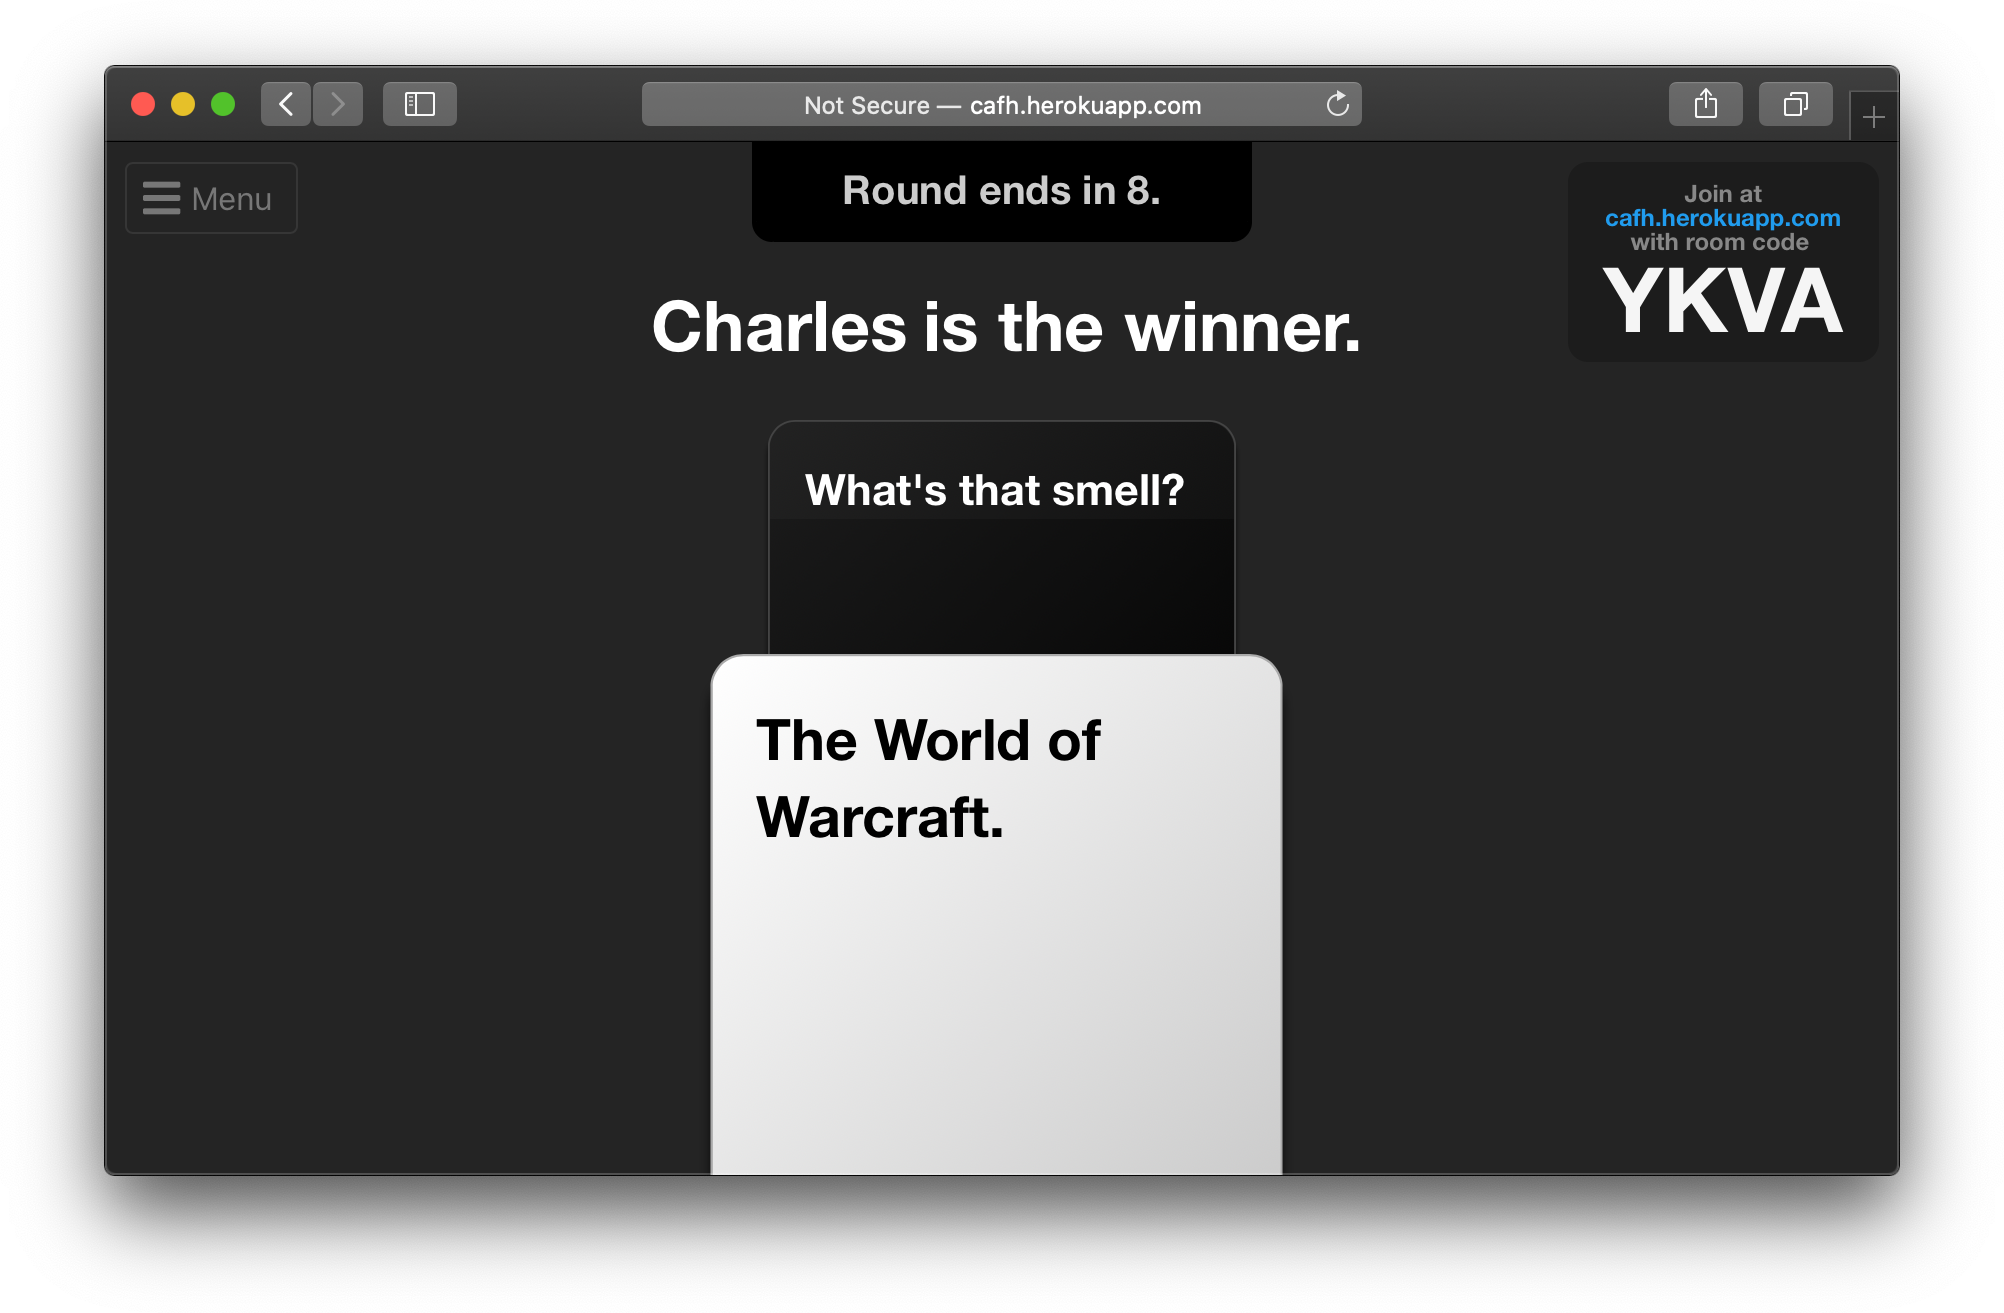 Not Secure — cafh.herokuapp.com
Menu
Round ends in 8.
Join at
cafh.herokuapp.com
with room code
YKVA
Charles is the winner.
What's that smell?
The World of
Warcraft.